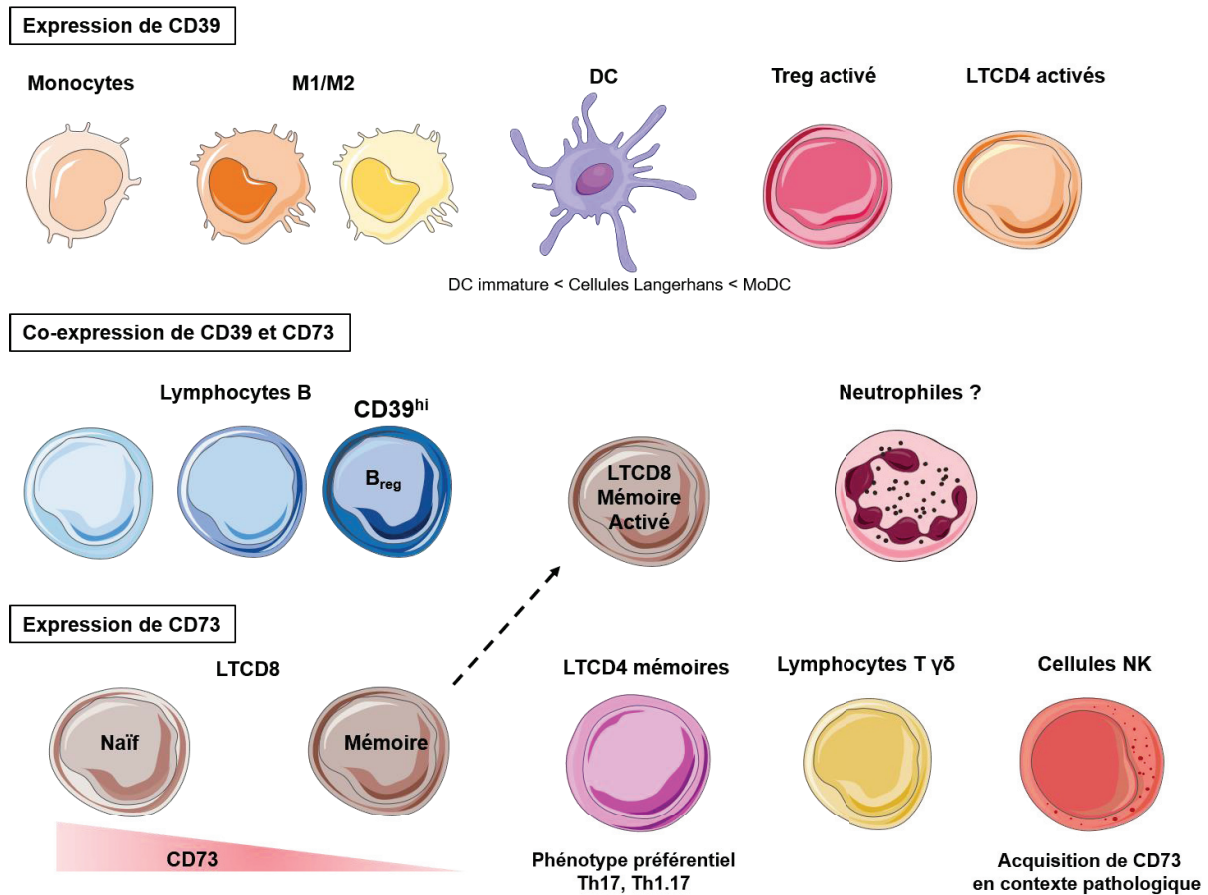 Expression de CD39
Monocytes
M1/M2
DC
Treg activé
LTCD4 activés
DC immature < Cellules Langerhans < MoDC
Co-expression de CD39 et CD73
Lymphocytes B
CD39hi
Breg
LTCD8
Mémoire
Activé
Neutrophiles ?
Expression de CD73
LTCD8
Naïf
Mémoire
CD73
LTCD4 mémoires
Phénotype préférentiel
Th17, Th1.17
Lymphocytes T γδ
Cellules NK
Acquisition de CD73
en contexte pathologique